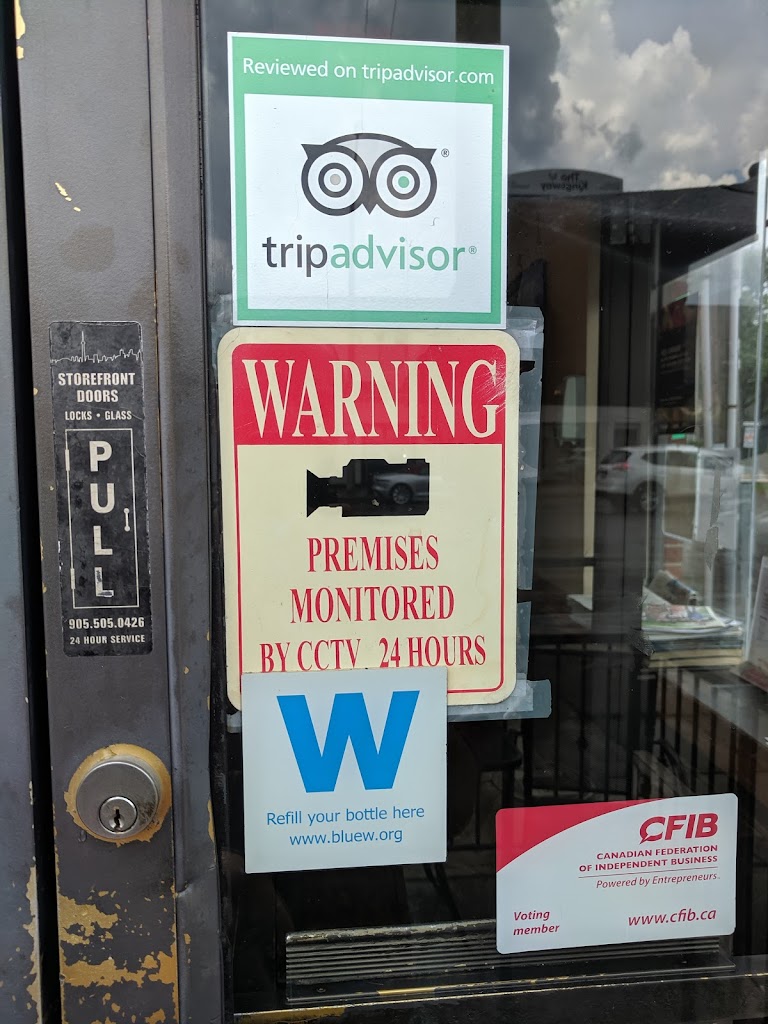 Reviewed on tripadvisor.com
tripadvisor®
STOREFRONT
DOORS
LOCKS • GLASS
PULL
905.505.0426
24 HOUR SERVICE
WARNING
PREMISES
MONITORED
BY CCTV 24 HOURS
W
Refill your bottle here
www.bluew.org
CFIB
CANADIAN FEDERATION
OF INDEPENDENT BUSINESS
Powered by Entrepreneurs.
Voting
member
www.cfib.ca
The
Kingsway